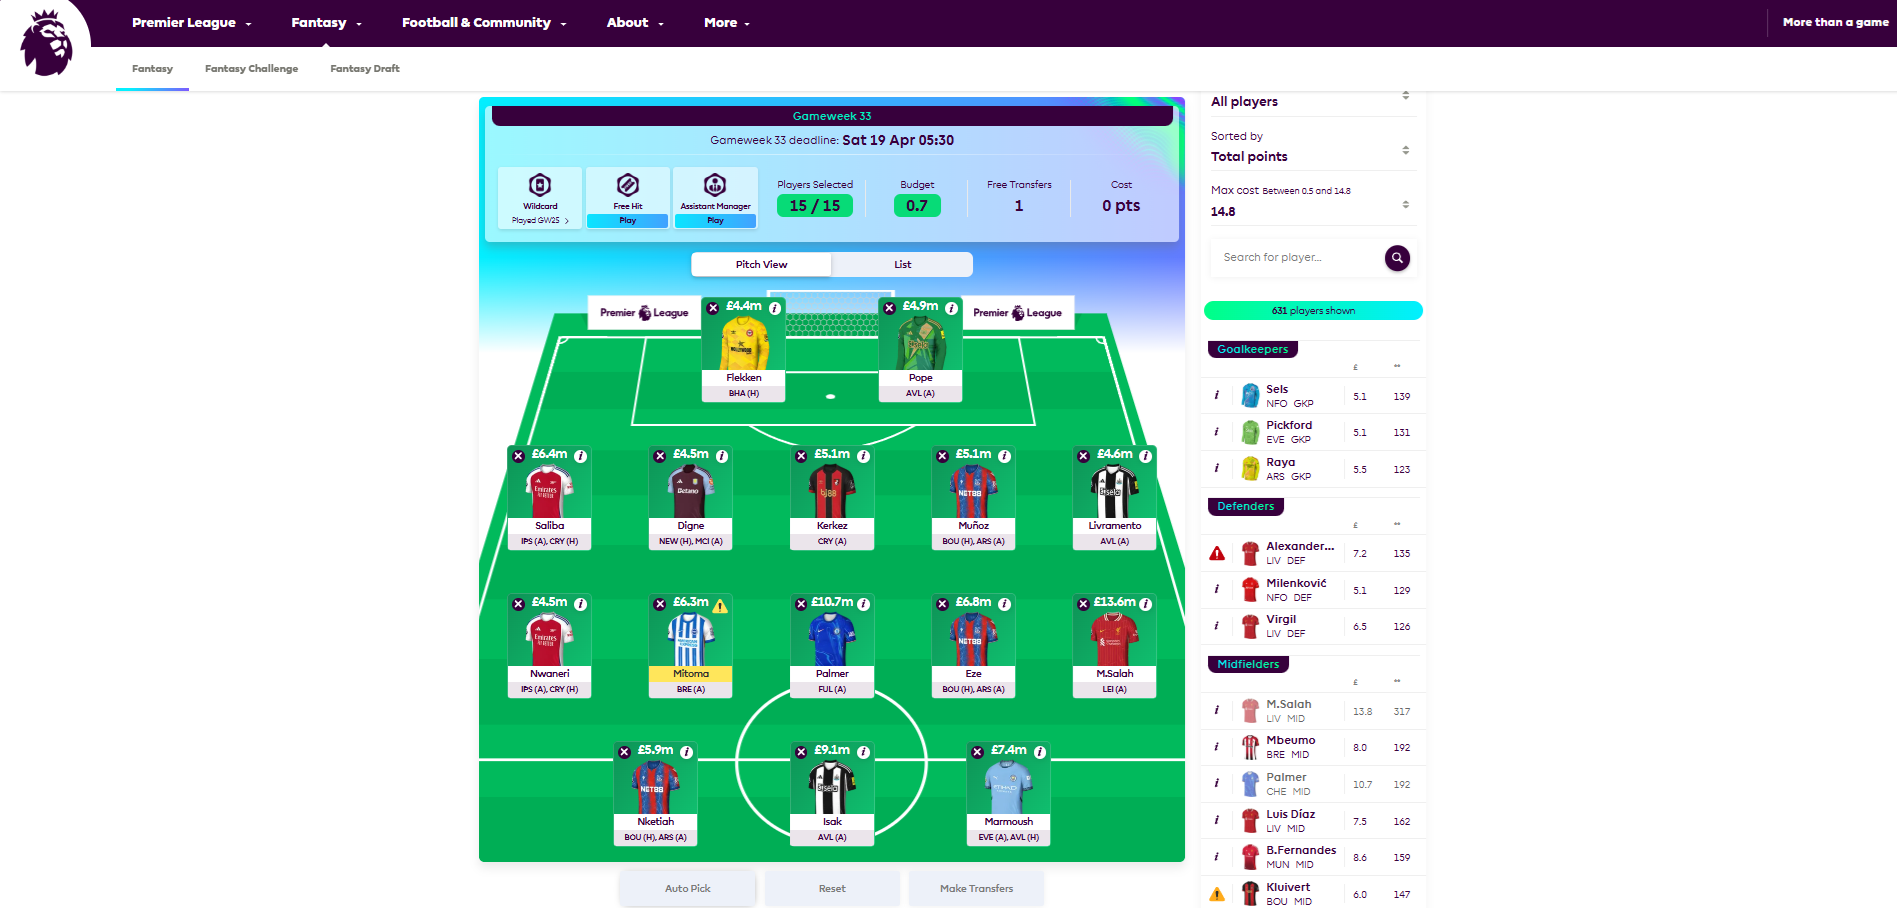 Premier League
Fantasy
Football & Community
About
More
More than a game
Fantasy
Fantasy Challenge
Fantasy Draft
Gameweek 33
Gameweek 33 deadline: Sat 19 Apr 05:30
Wildcard
Played GW25
Free Hit
Play
Assistant Manager
Play
Players Selected
15 / 15
Budget
0.7
Free Transfers
1
Cost
0 pts
Pitch View
List
Premier League
Premier League
£4.4m
Flekken
BHA (H)
£4.9m
Pope
AVL (A)
£6.4m
Saliba
IPS (A), CRY (H)
£4.5m
Digne
NEW (H), MCI (A)
£5.1m
Kerkez
CRY (A)
£5.1m
Muñoz
BOU (H), ARS (A)
£4.6m
Livramento
AVL (A)
£4.5m
Nwaneri
IPS (A), CRY (H)
£6.3m
Mitoma
BRE (A)
£10.7m
Palmer
FUL (A)
£6.8m
Eze
BOU (H), ARS (A)
£13.6m
M.Salah
LEI (A)
£5.9m
Nketiah
BOU (H), ARS (A)
£9.1m
Isak
AVL (A)
£7.4m
Marmoush
EVE (A), AVL (H)
Auto Pick
Reset
Make Transfers
All players
Sorted by
Total points
Max cost Between 0.5 and 14.8
14.8
Search for player...
631 players shown
Goalkeepers
£ **
Sels 5.1 139
NFO GKP
Pickford 5.1 131
EVE GKP
Raya 5.5 123
ARS GKP
Defenders
£ **
Alexander... 7.2 135
LIV DEF
Milenković 5.1 129
NFO DEF
Virgil 6.5 126
LIV DEF
Midfielders
£ **
M.Salah 13.8 317
LIV MID
Mbeumo 8.0 192
BRE MID
Palmer 10.7 192
CHE MID
Luis Díaz 7.5 162
LIV MID
B.Fernandes 8.6 159
MUN MID
Kluivert 6.0 147
BOU MID